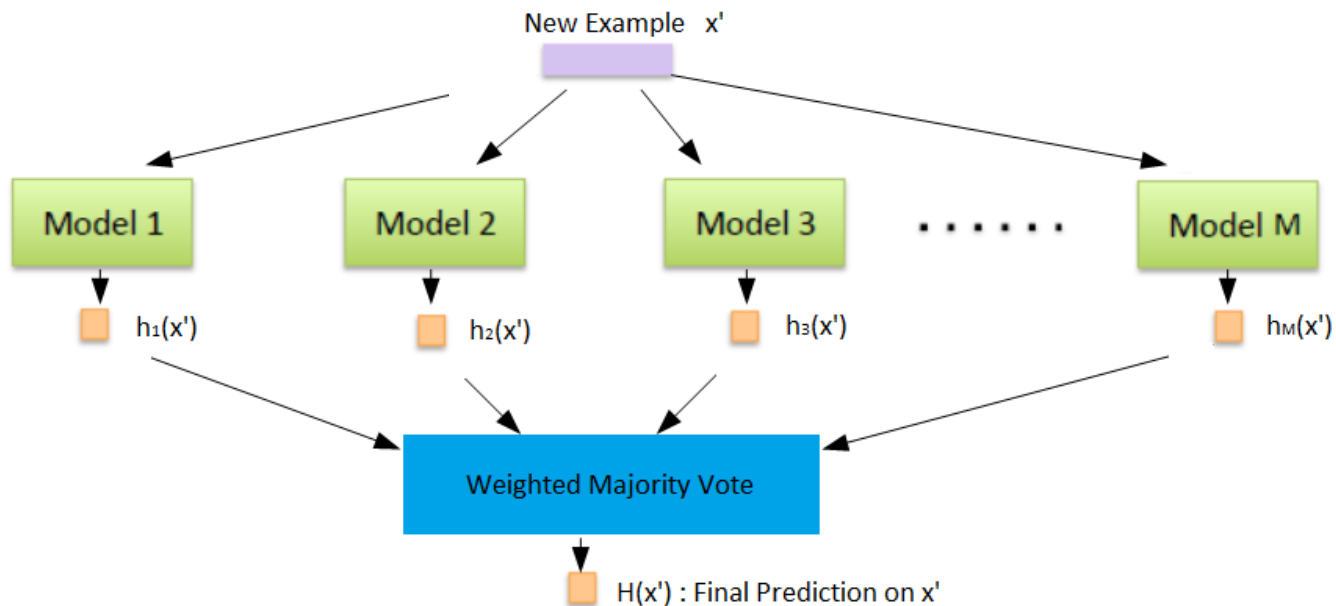 New Example x'
Model 1
Model 2
Model 3
......
Model M
h₁(x')
h₂(x')
h₃(x')
hM(x')
Weighted Majority Vote
H(x') : Final Prediction on x'